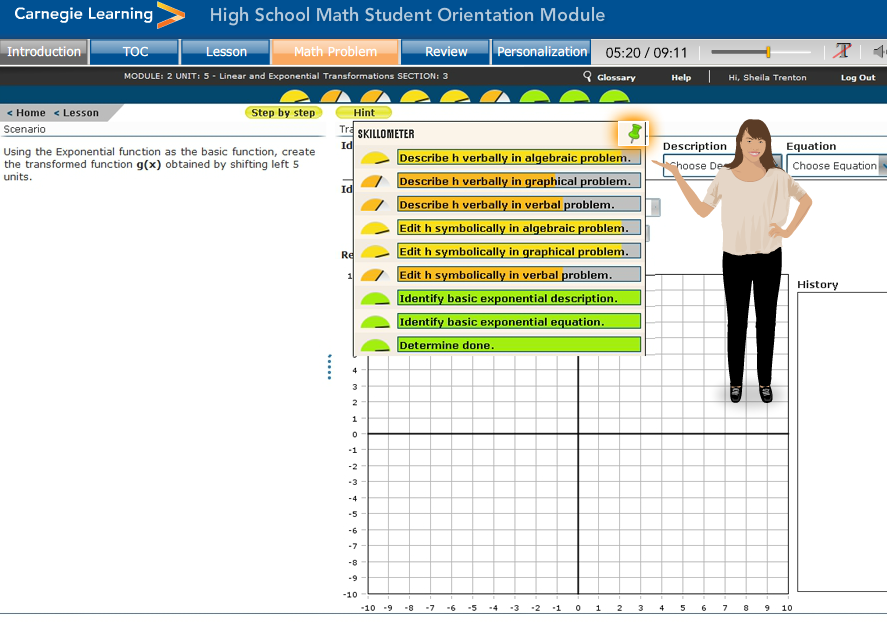 Carnegie Learning
High School Math Student Orientation Module
Introduction
TOC
Lesson
Math Problem
Review
Personalization
05:20 / 09:11
T
MODULE: 2 UNIT: 5 - Linear and Exponential Transformations SECTION: 3
Glossary
Help
Hi, Sheila Trenton
Log Out
< Home < Lesson
Step by step
Hint
Scenario
Using the Exponential function as the basic function, create
the transformed function g(x) obtained by shifting left 5
units.
SKILLOMETER
Describe h verbally in algebraic problem.
Describe h verbally in graphical problem.
Describe h verbally in verbal problem.
Edit h symbolically in algebraic problem.
Edit h symbolically in graphical problem.
Edit h symbolically in verbal problem.
Identify basic exponential description.
Identify basic exponential equation.
Determine done.
Description
Equation
Choose Equation
History
4
3
2
1
0
-1
-2
-3
-4
-5
-6
-7
-8
-9
-10
-10 -9 -8 -7 -6 -5 -4 -3 -2 -1 0 1 2 3 4 5 6 7 8 9 10